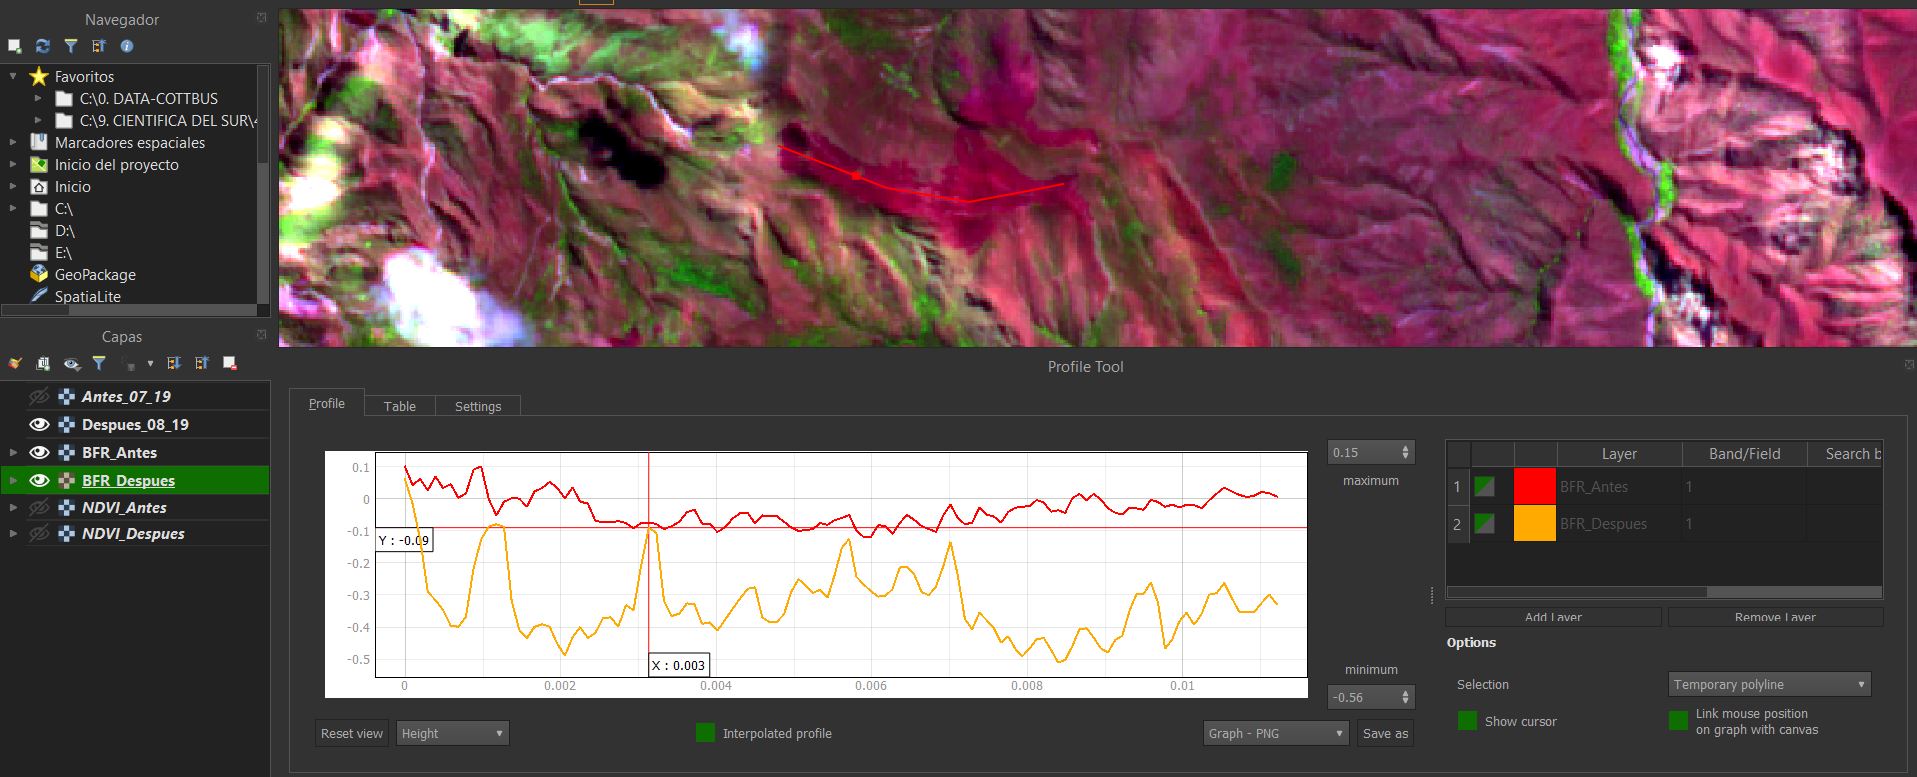 Navegador
Favoritos
C:\0. DATA-COTTBUS
C:\9. CIENTIFICA DEL SUR\4
Marcadores espaciales
Inicio del proyecto
Inicio
C:\
D:\
E:\
GeoPackage
SpatiaLite
Capas
Antes_07_19
Despues_08_19
BFR_Antes
BFR_Despues
NDVI_Antes
NDVI_Despues
Profile Tool
Profile
Table
Settings
0.1
0
-0.1
-0.2
-0.3
-0.4
-0.5
Y : -0.09
X : 0.003
0
0.002
0.004
0.006
0.008
0.01
0.15
maximum
minimum
-0.56
Layer Band/Field Search b
1 BFR_Antes 1
2 BFR_Despues 1
Add Layer
Remove Layer
Options
Selection
Temporary polyline
Show cursor
Link mouse position
on graph with canvas
Reset view
Height
Interpolated profile
Graph - PNG
Save as